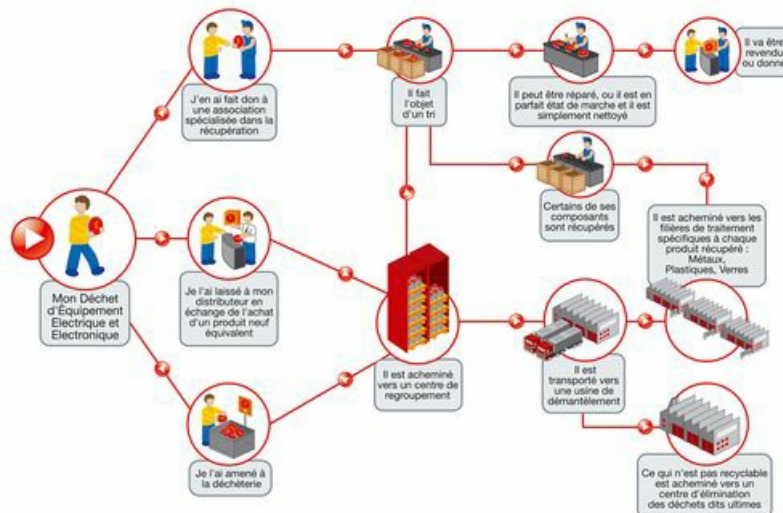 J'en ai fait don à
une association
spécialisée dans la
récupération
Il fait
l'objet
d'un tri
Il peut être réparé, ou il est en
parfait état de marche et il est
simplement nettoyé
Il va être
revendu
ou donné
Certains de ses
composants
sont récupérés
Il est acheminé vers les
filières de traitement
spécifiques à chaque
produit récupéré :
Métaux,
Plastiques, Verres
Mon Déchet
d'Équipement
Electrique et
Electronique
Je l'ai laissé à mon
distributeur en
échange de l'achat
d'un produit neuf
équivalent
Il est acheminé
vers un centre de
regroupement
Il est
transporté vers
une usine de
démantèlement
Je l'ai amené à
la déchèterie
Ce qui n'est pas recyclable
est acheminé vers un
centre d'élimination
des déchets dits ultimes